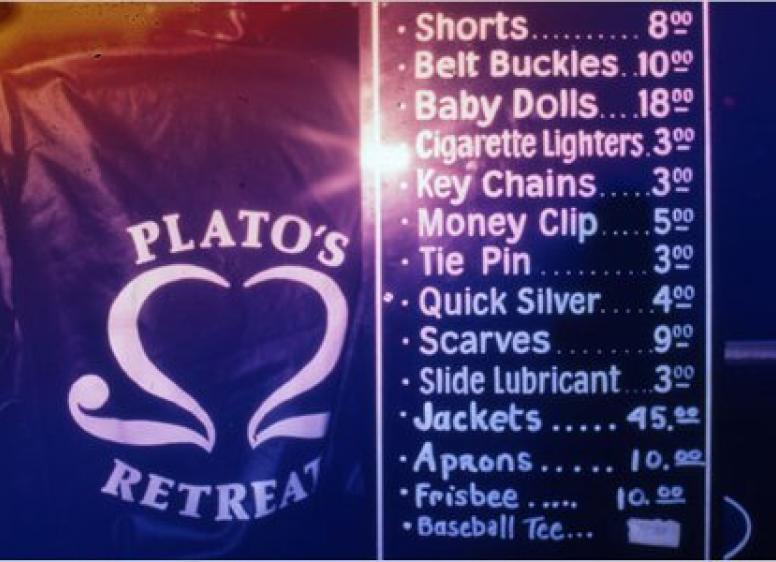 PLATO'S
RETREAT
· Shorts.......... 8.00
· Belt Buckles..10.00
· Baby Dolls....18.00
· Cigarette Lighters.3.00
· Key Chains.....3.00
· Money Clip.....5.00
· Tie Pin..........3.00
· Quick Silver.....4.00
· Scarves........9.00
· Slide Lubricant...3.00
· Jackets.....45.00
· Aprons..... 10.00
· Frisbee..... 10.00
· Baseball Tee...